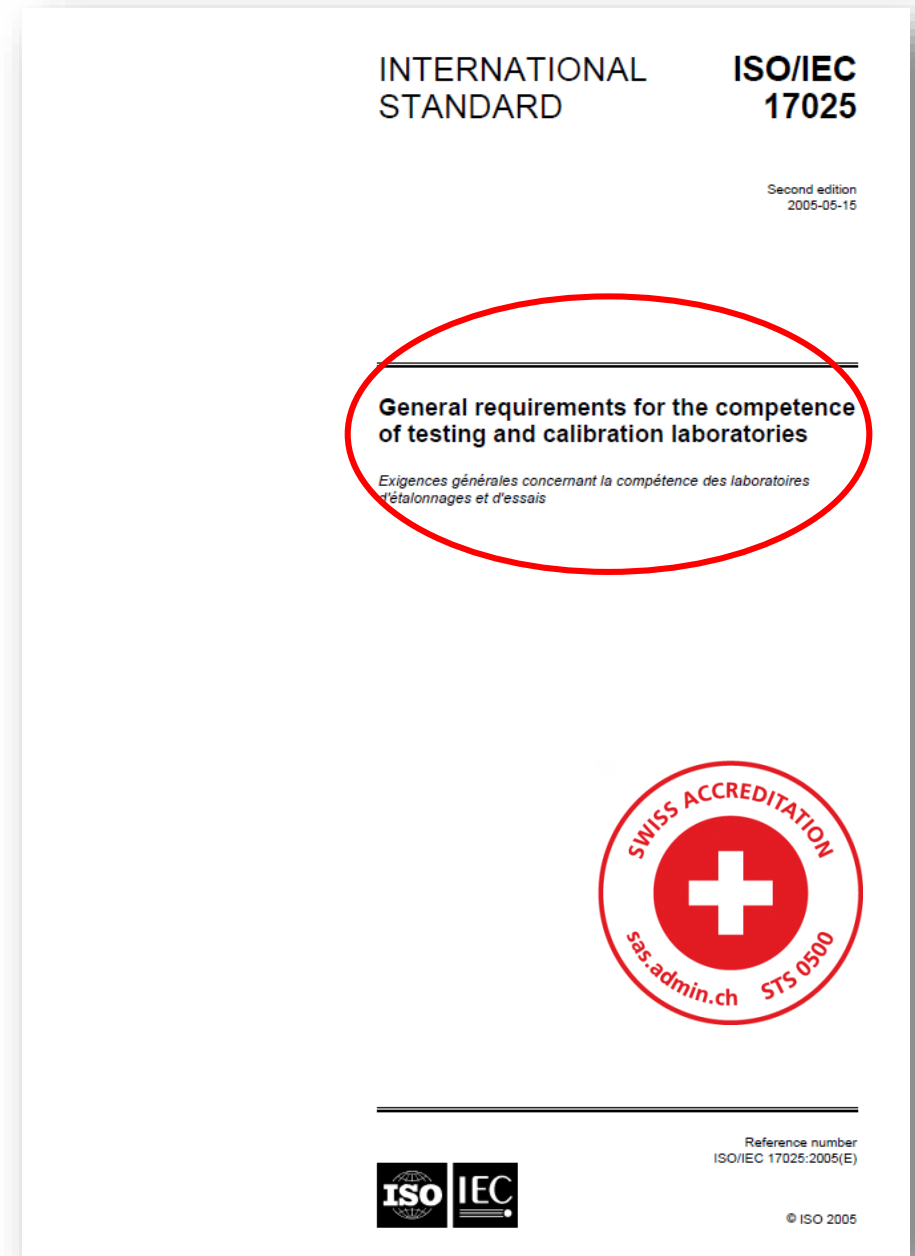 INTERNATIONAL STANDARD
ISO/IEC 17025
Second edition
2005-05-15
General requirements for the competence
of testing and calibration laboratories
Exigences générales concernant la compétence des laboratoires
d'étalonnages et d'essais
SWISS ACCREDITATION
sas.admin.ch STS 0500
Reference number
ISO/IEC 17025:2005(E)
ISO IEC
© ISO 2005